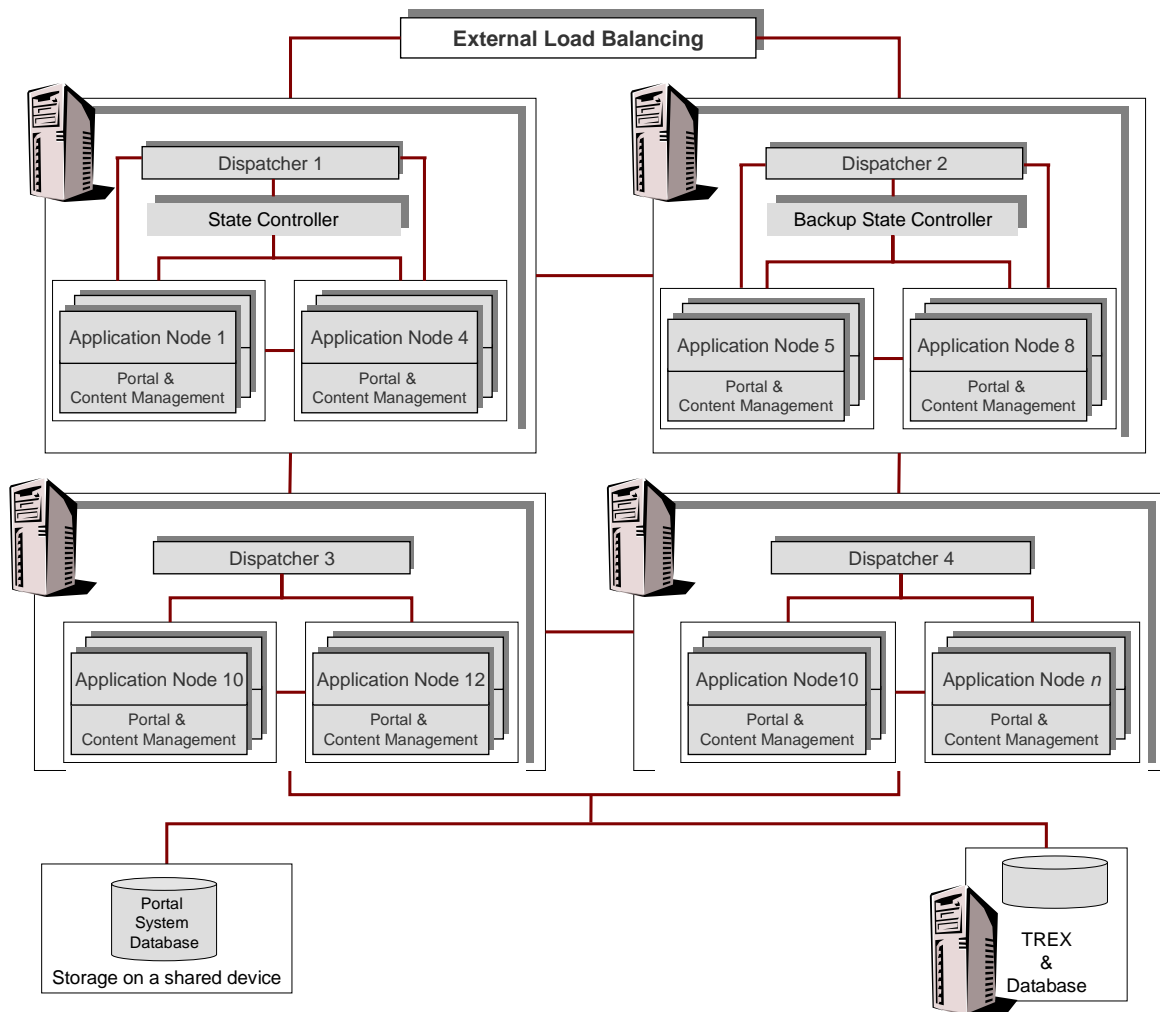 External Load Balancing
Dispatcher 1
State Controller
Application Node 1
Portal &
Content Management
Application Node 4
Portal &
Content Management
Dispatcher 2
Backup State Controller
Application Node 5
Portal &
Content Management
Application Node 8
Portal &
Content Management
Dispatcher 3
Application Node 10
Portal &
Content Management
Application Node 12
Portal &
Content Management
Dispatcher 4
Application Node10
Portal &
Content Management
Application Node n
Portal &
Content Management
Portal
System
Database
Storage on a shared device
TREX
&
Database